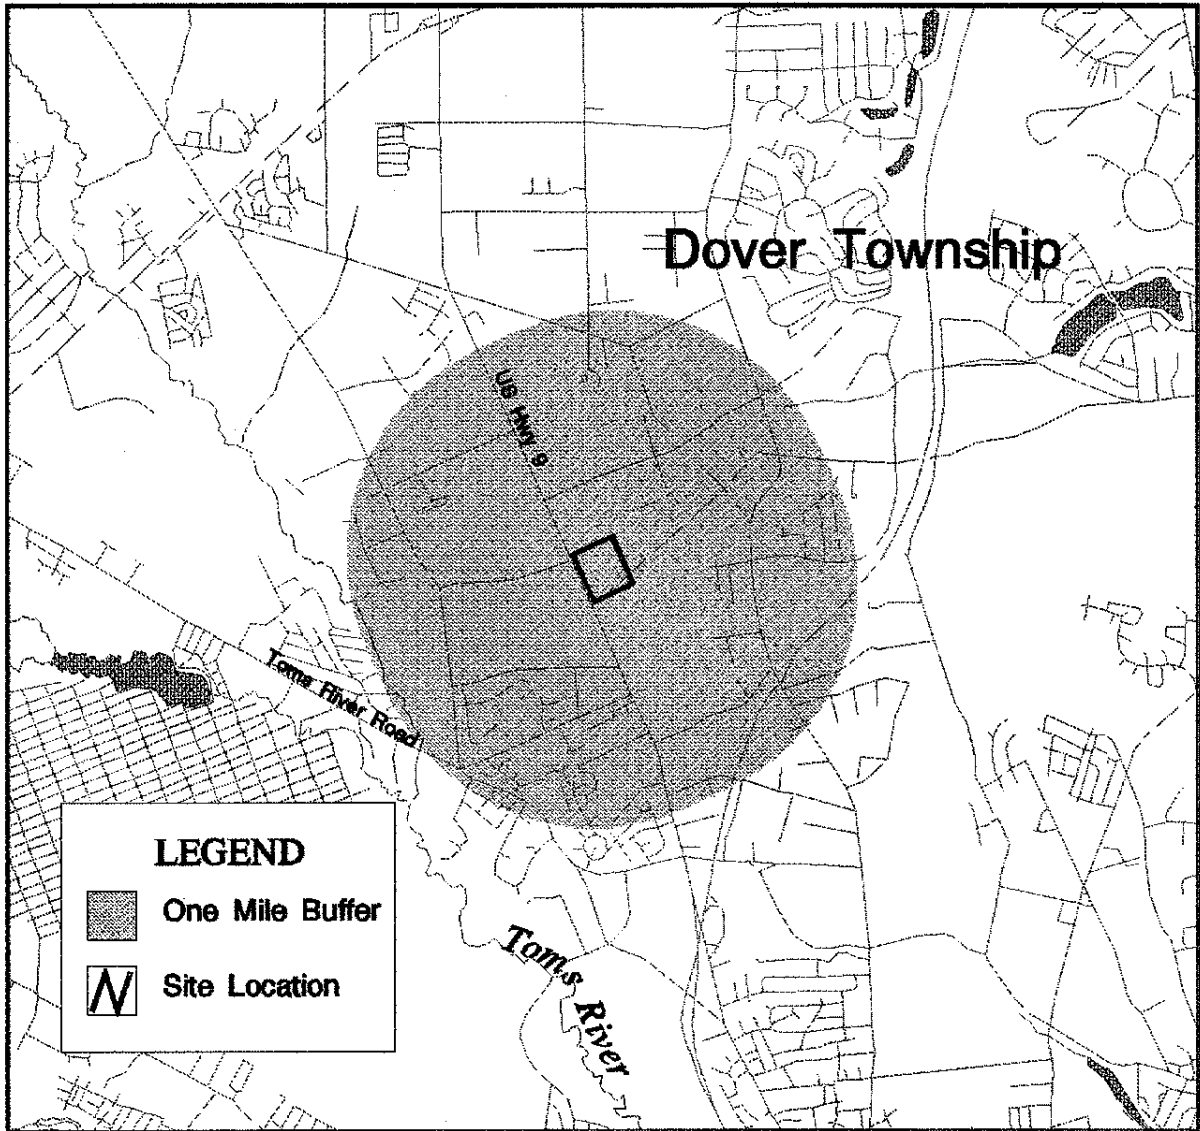 Dover Township
US Hwy 9
Toms River Road
LEGEND
One Mile Buffer
Site Location
Toms River